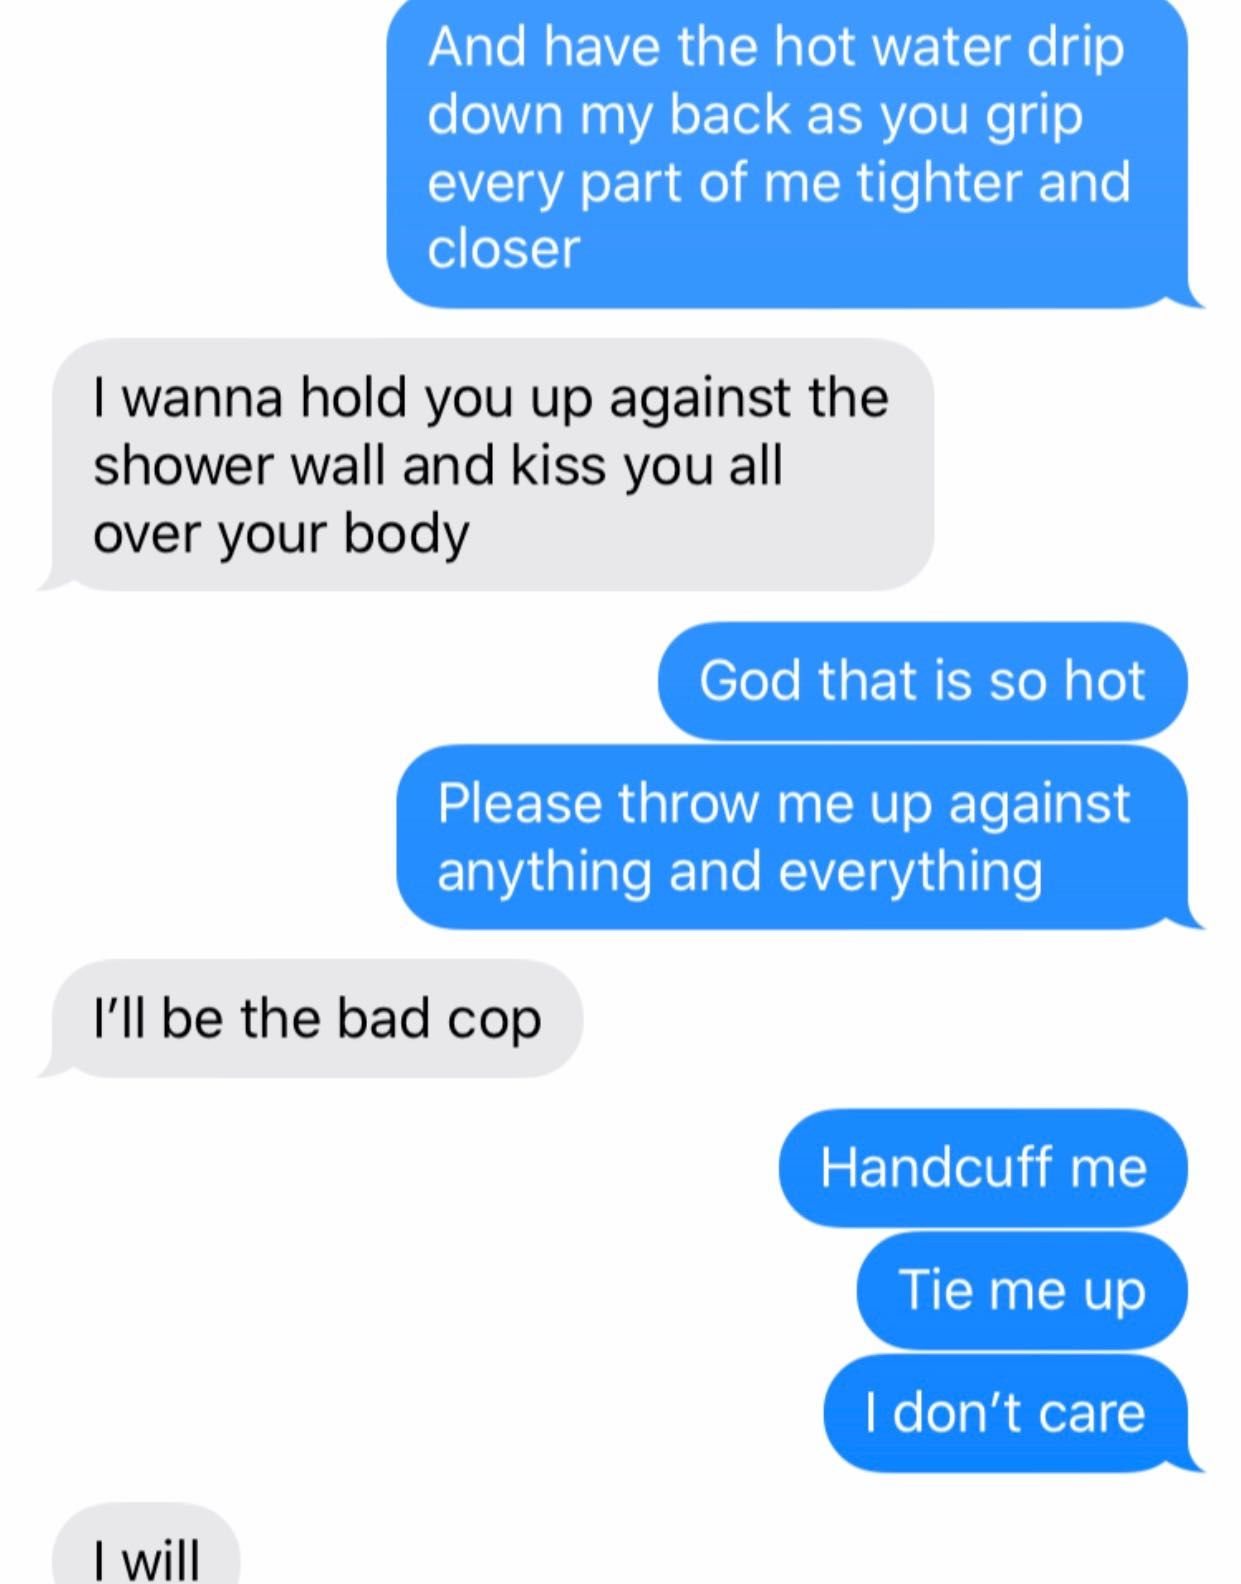 And have the hot water drip
down my back as you grip
every part of me tighter and
closer
I wanna hold you up against the
shower wall and kiss you all
over your body
God that is so hot
Please throw me up against
anything and everything
I'll be the bad cop
Handcuff me
Tie me up
I don't care
I will